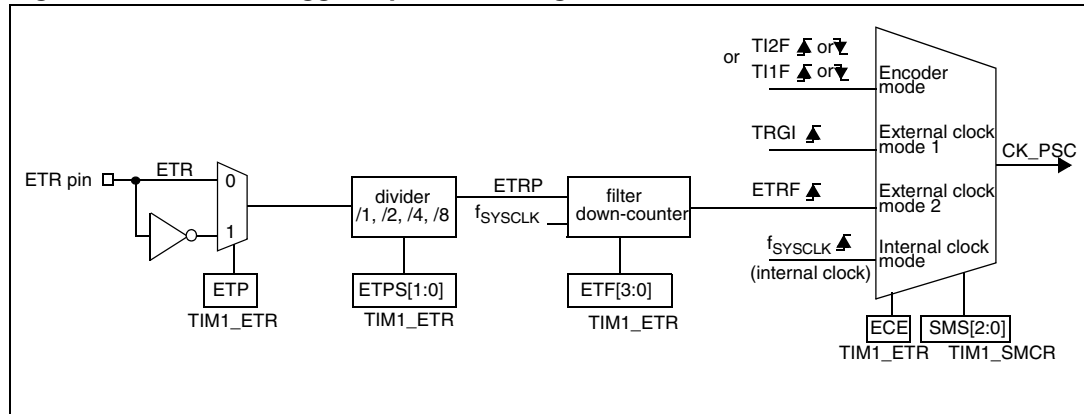 or TI2F or
TI1F or
Encoder
mode
TRGI
External clock
mode 1
CK_PSC
ETR pin
ETR
0
1
divider
/1, /2, /4, /8
ETRP
fSYSCLK
filter
down-counter
ETRF
External clock
mode 2
fSYSCLK
(internal clock)
Internal clock
mode
ETP
TIM1_ETR
ETPS[1:0]
TIM1_ETR
ETF[3:0]
TIM1_ETR
ECE
TIM1_ETR
SMS[2:0]
TIM1_SMCR